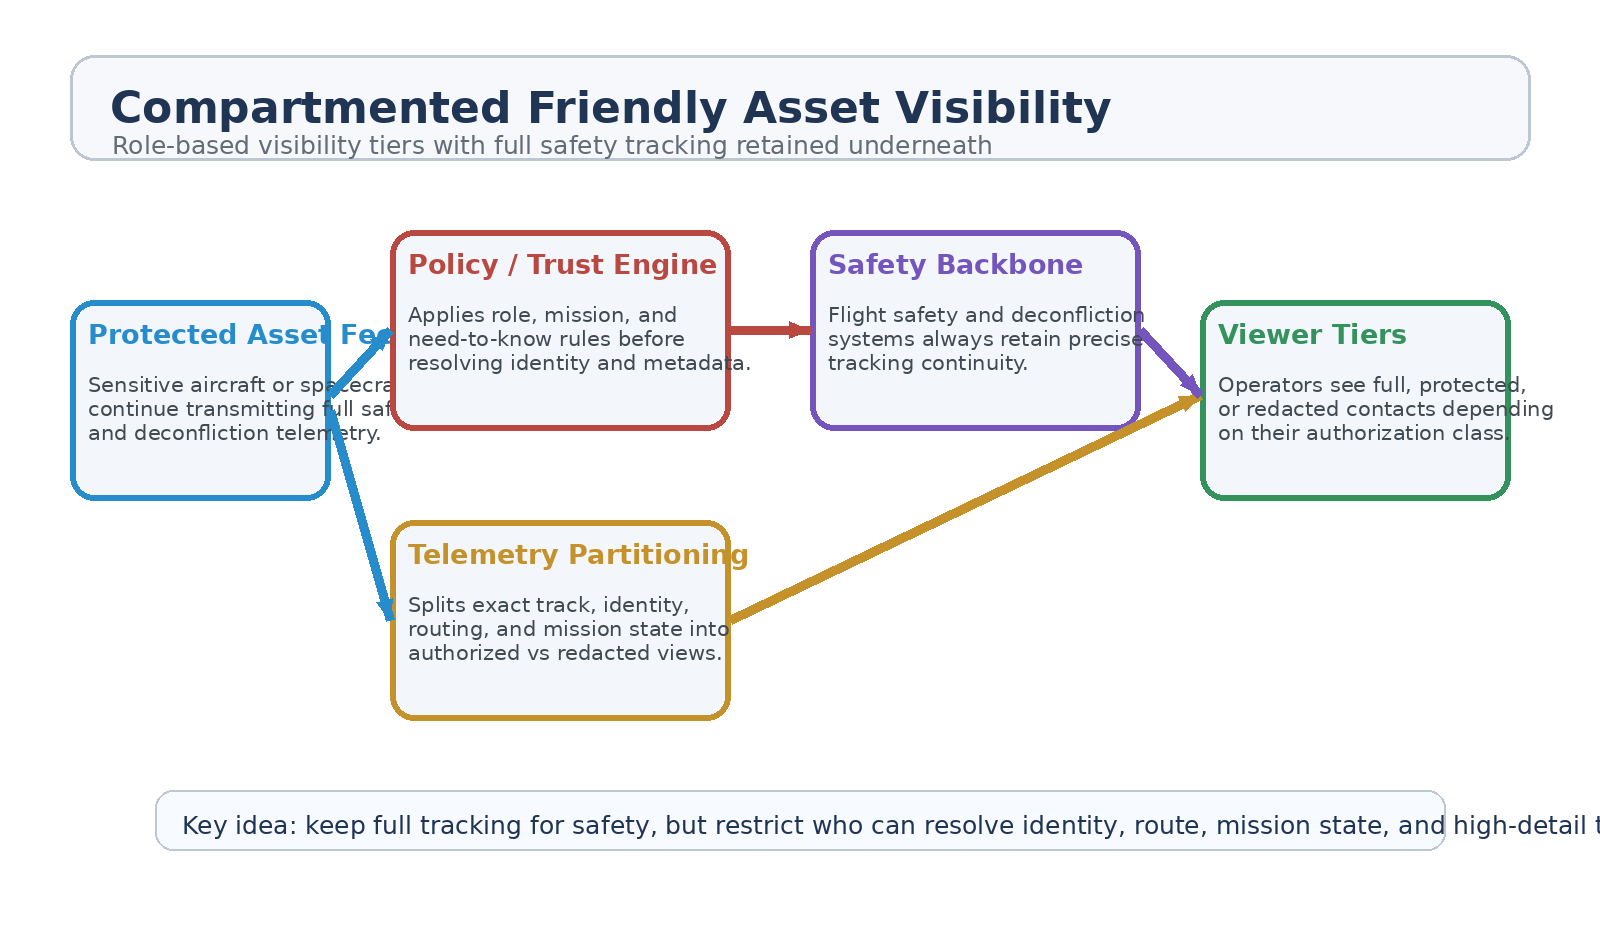 Compartmented Friendly Asset Visibility
Role-based visibility tiers with full safety tracking retained underneath
Protected Asset
Sensitive aircraft or
continue transmitting full
and deconfliction telemetry.
Policy / Trust Engine
Applies role, mission, and
need-to-know rules before
resolving identity and metadata.
Safety Backbone
Flight safety and deconfliction
systems always retain precise
tracking continuity.
Viewer Tiers
Operators see full, protected,
or redacted contacts depending
on their authorization class.
Telemetry Partitioning
Splits exact track, identity,
routing, and mission state into
authorized vs redacted views.
Key idea: keep full tracking for safety, but restrict who can resolve identity, route, mission state, and high-detail